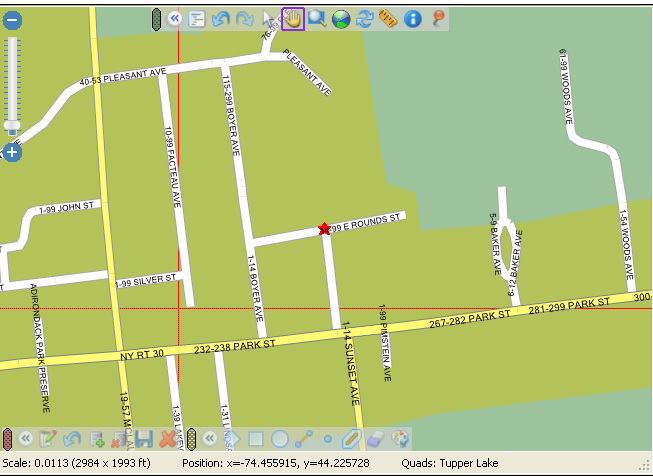 PLEASANT AVE
40-53 PLEASANT AVE
61-99 WOODS AVE
115-299 BOYER AVE
10-99 FACTEAU AVE
1-99 JOHN ST
99 E ROUNDS ST
5-9 BAKER AVE
6-12 BAKER AVE
1-54 WOODS AVE
1-14 BOYER AVE
1-99 SILVER ST
ADIRONDACK PARK PRESERVE
281-299 PARK ST
300-
267-282 PARK ST
1-99 PIMSTEIN AVE
1-14 SUNSET AVE
232-238 PARK ST
NY RT 30
Scale: 0.0113 (2984 x 1993 ft)
Position: x=-74.455915, y=44.225728
Quads: Tupper Lake